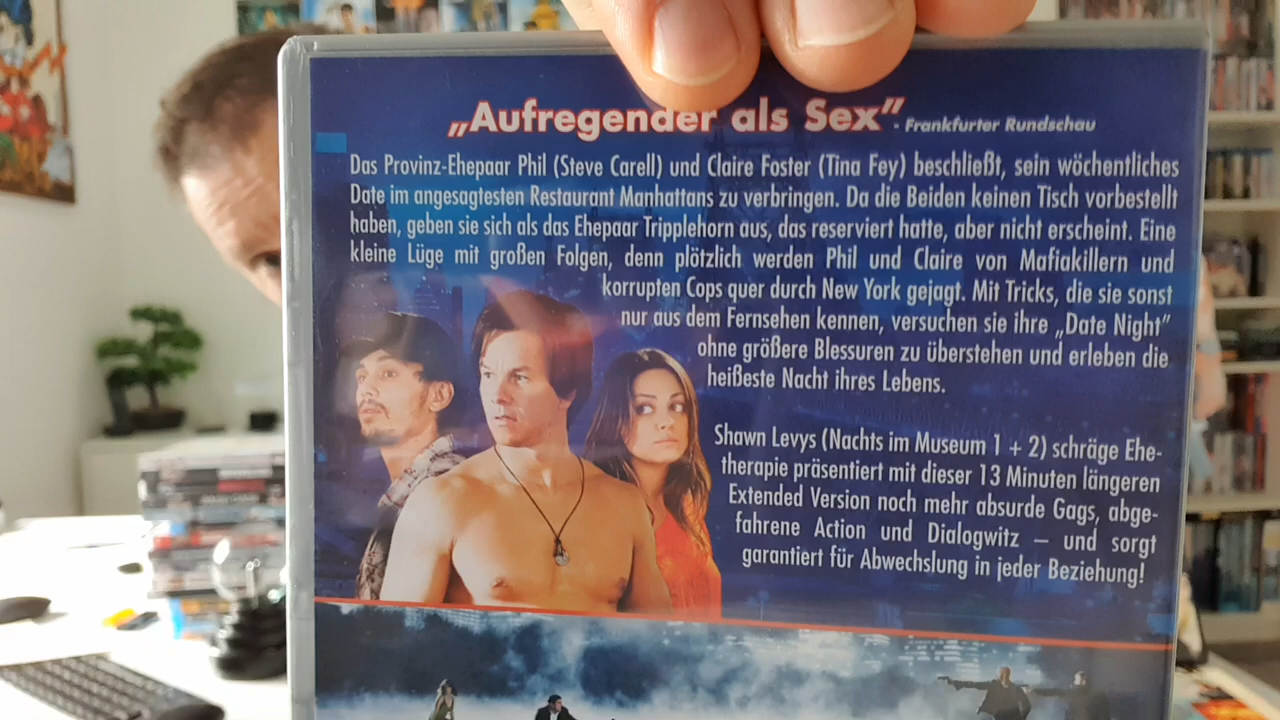 „Aufregender als Sex” - Frankfurter Rundschau
Das Provinz-Ehepaar Phil (Steve Carell) und Claire Foster (Tina Fey) beschließt, sein wöchentliches
Date im angesagtesten Restaurant Manhattans zu verbringen. Da die Beiden keinen Tisch vorbestellt
haben, geben sie sich als das Ehepaar Tripplehorn aus, das reserviert hatte, aber nicht erscheint. Eine
kleine Lüge mit großen Folgen, denn plötzlich werden Phil und Claire von Mafiakillern und
korrupten Cops quer durch New York gejagt. Mit Tricks, die sie sonst
nur aus dem Fernsehen kennen, versuchen sie ihre „Date Night”
ohne größere Blessuren zu überstehen und erleben die
heißeste Nacht ihres Lebens.
Shawn Levys (Nachts im Museum 1 + 2) schräge Ehe-
therapie präsentiert mit dieser 13 Minuten längeren
Extended Version noch mehr absurde Gags, abge-
fahrene Action und Dialogwitz – und sorgt
garantiert für Abwechslung in jeder Beziehung!